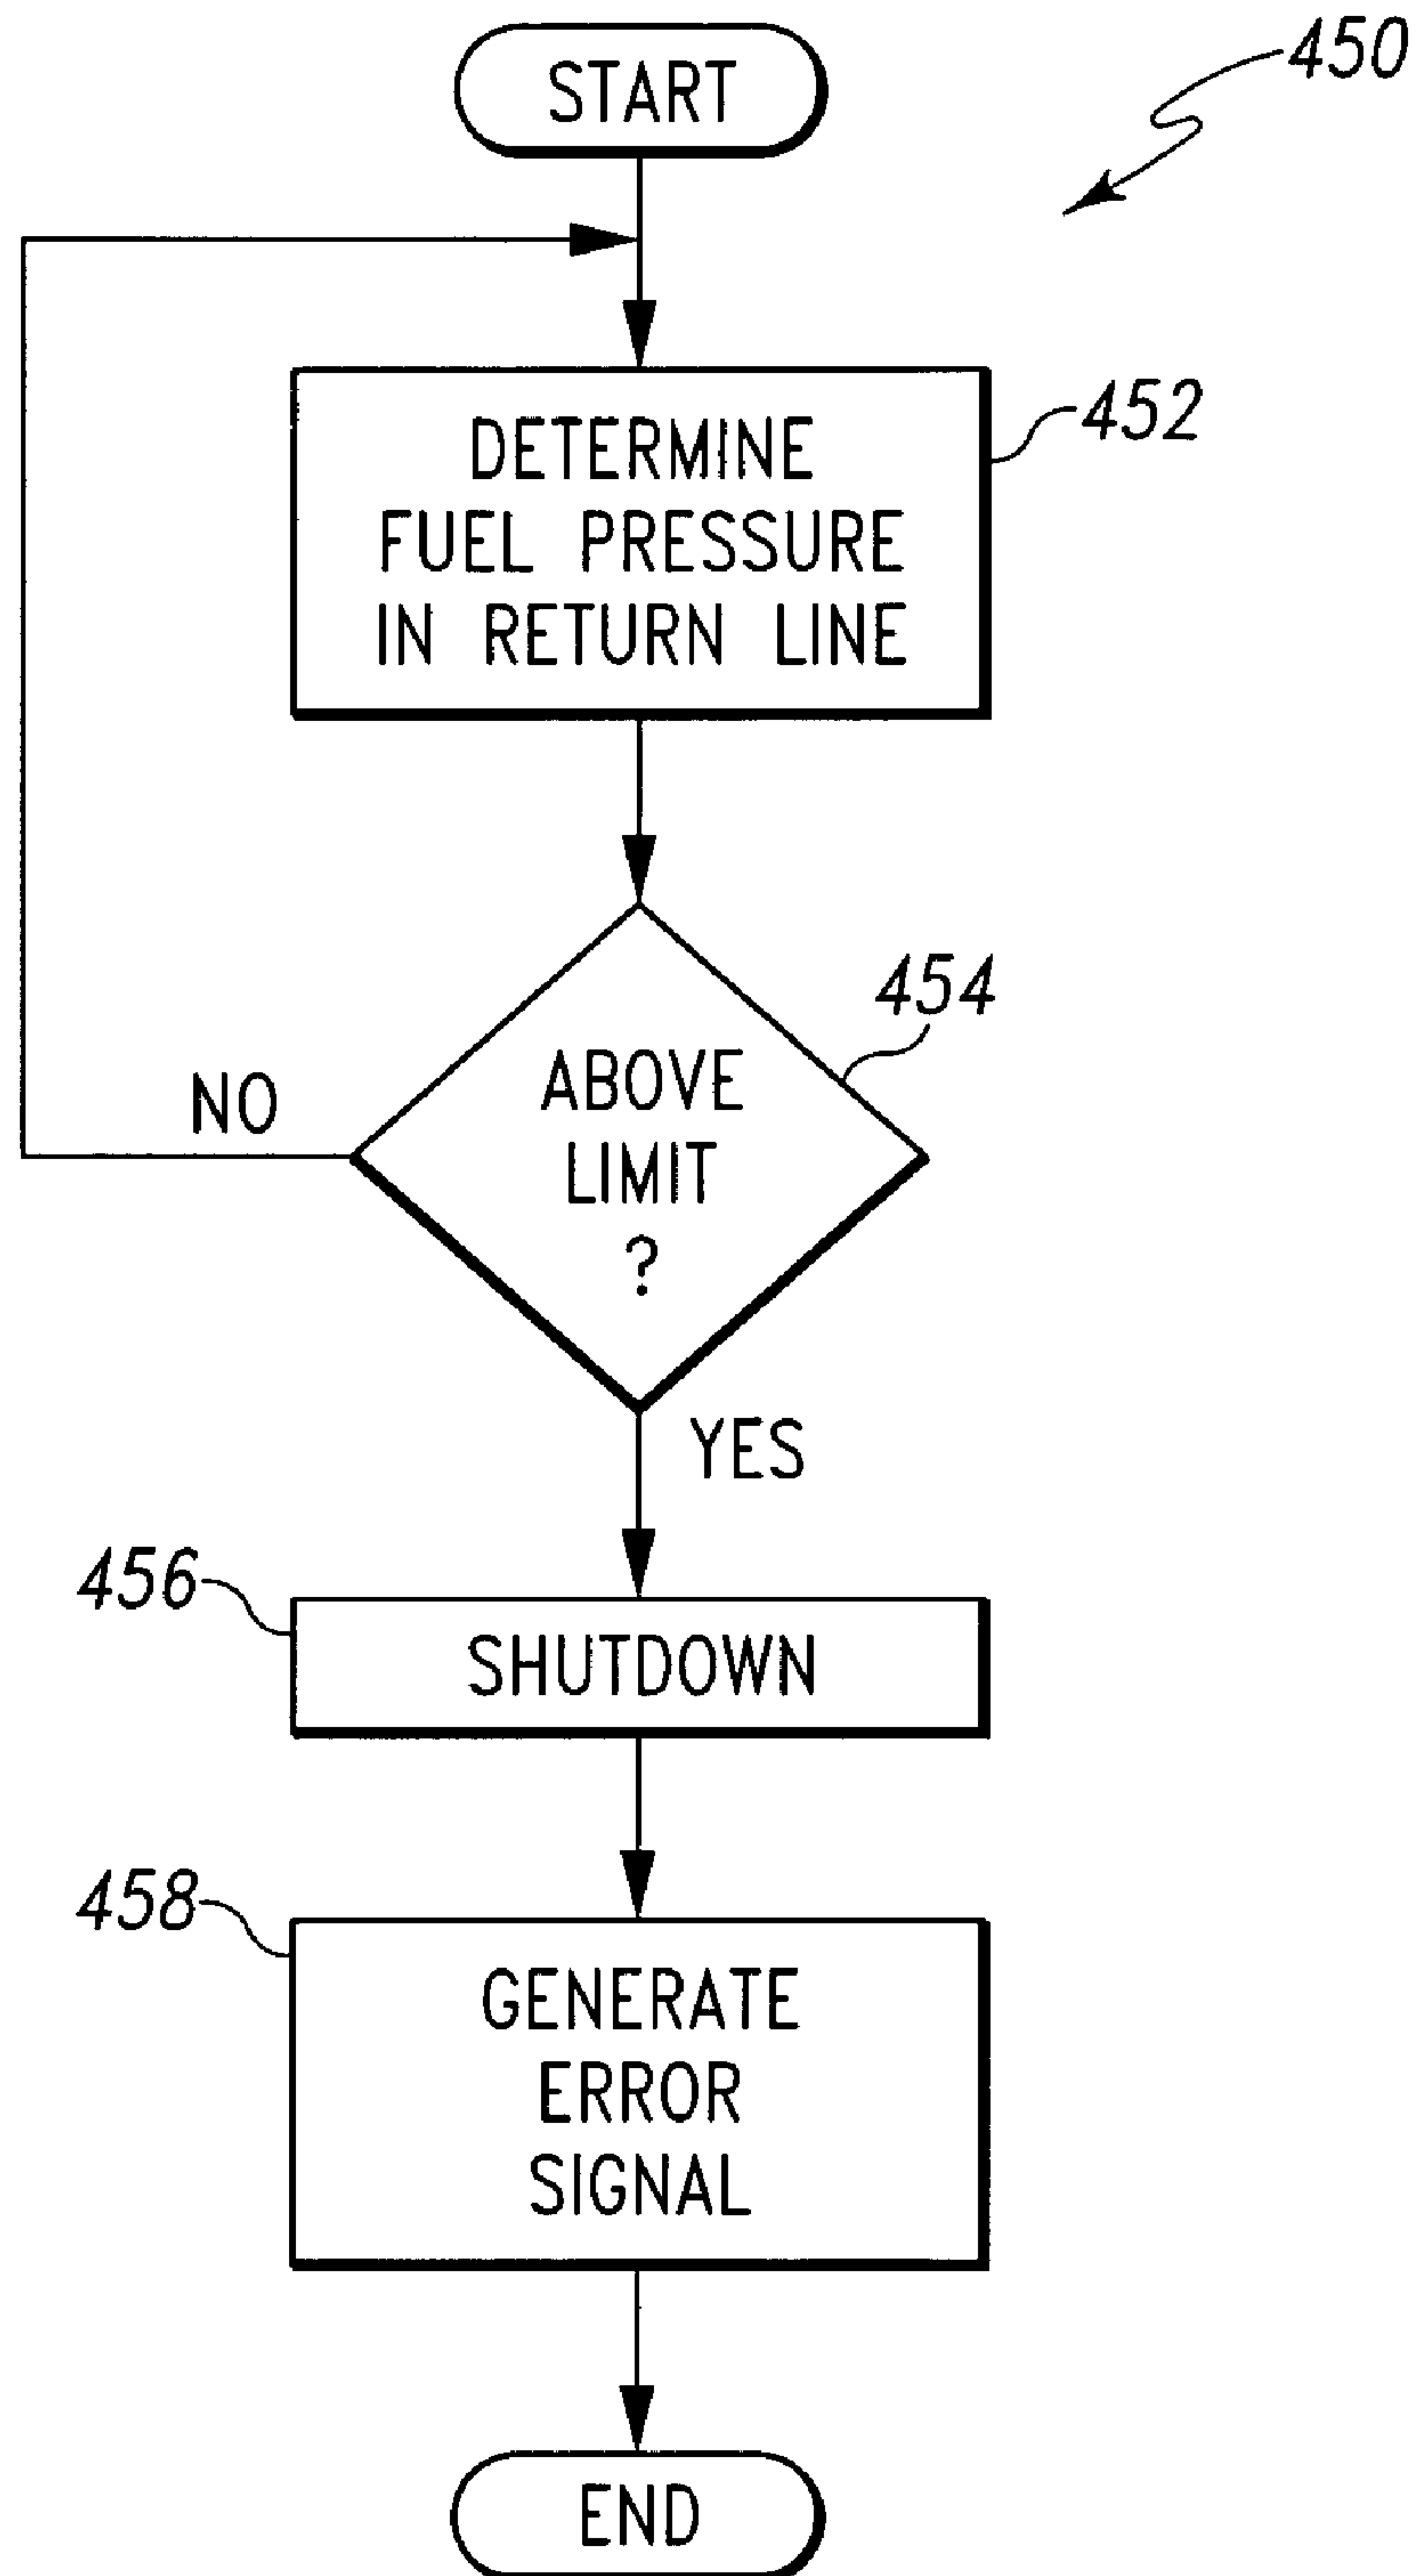 START
450
DETERMINE
FUEL PRESSURE
IN RETURN LINE
452
454
ABOVE
LIMIT
?
NO
YES
456
SHUTDOWN
458
GENERATE
ERROR
SIGNAL
END